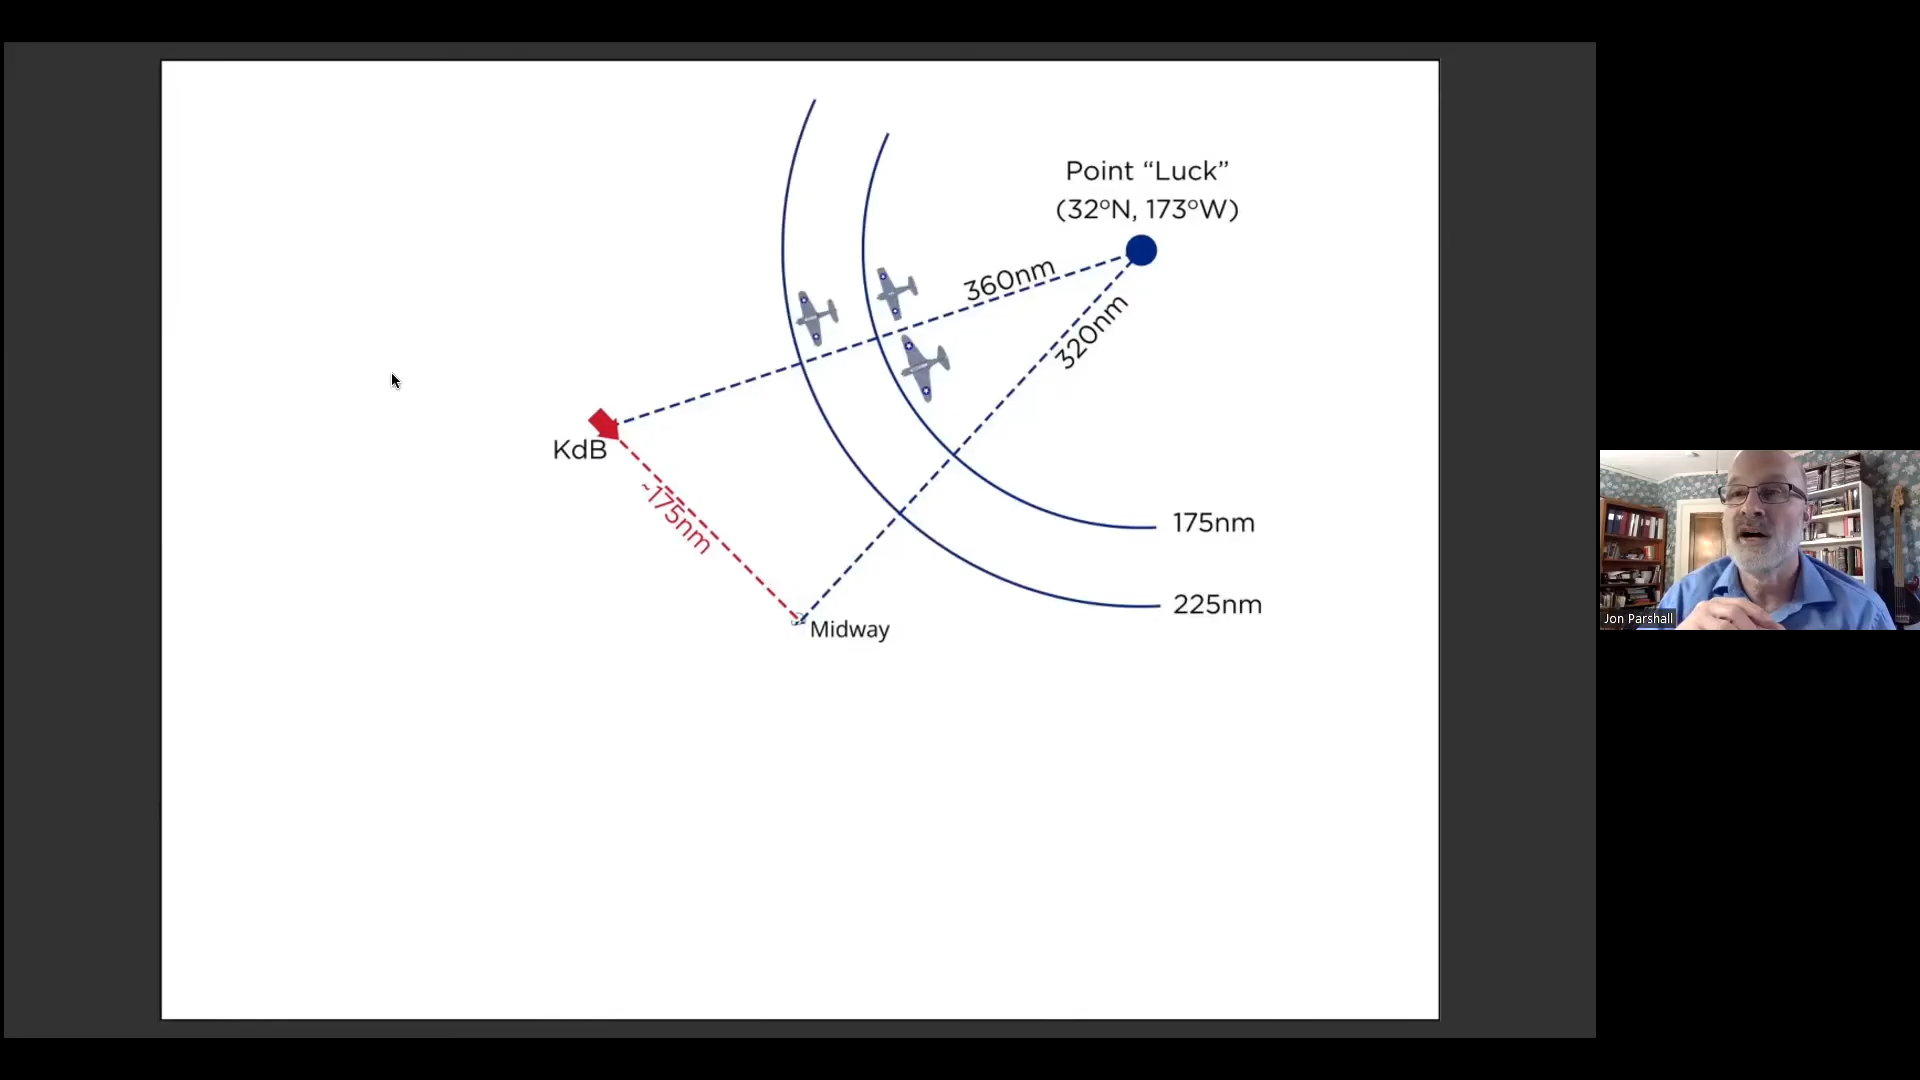 Point “Luck”
(32°N, 173°W)
360nm
320nm
KdB
~175nm
175nm
225nm
Midway
Jon Parshall